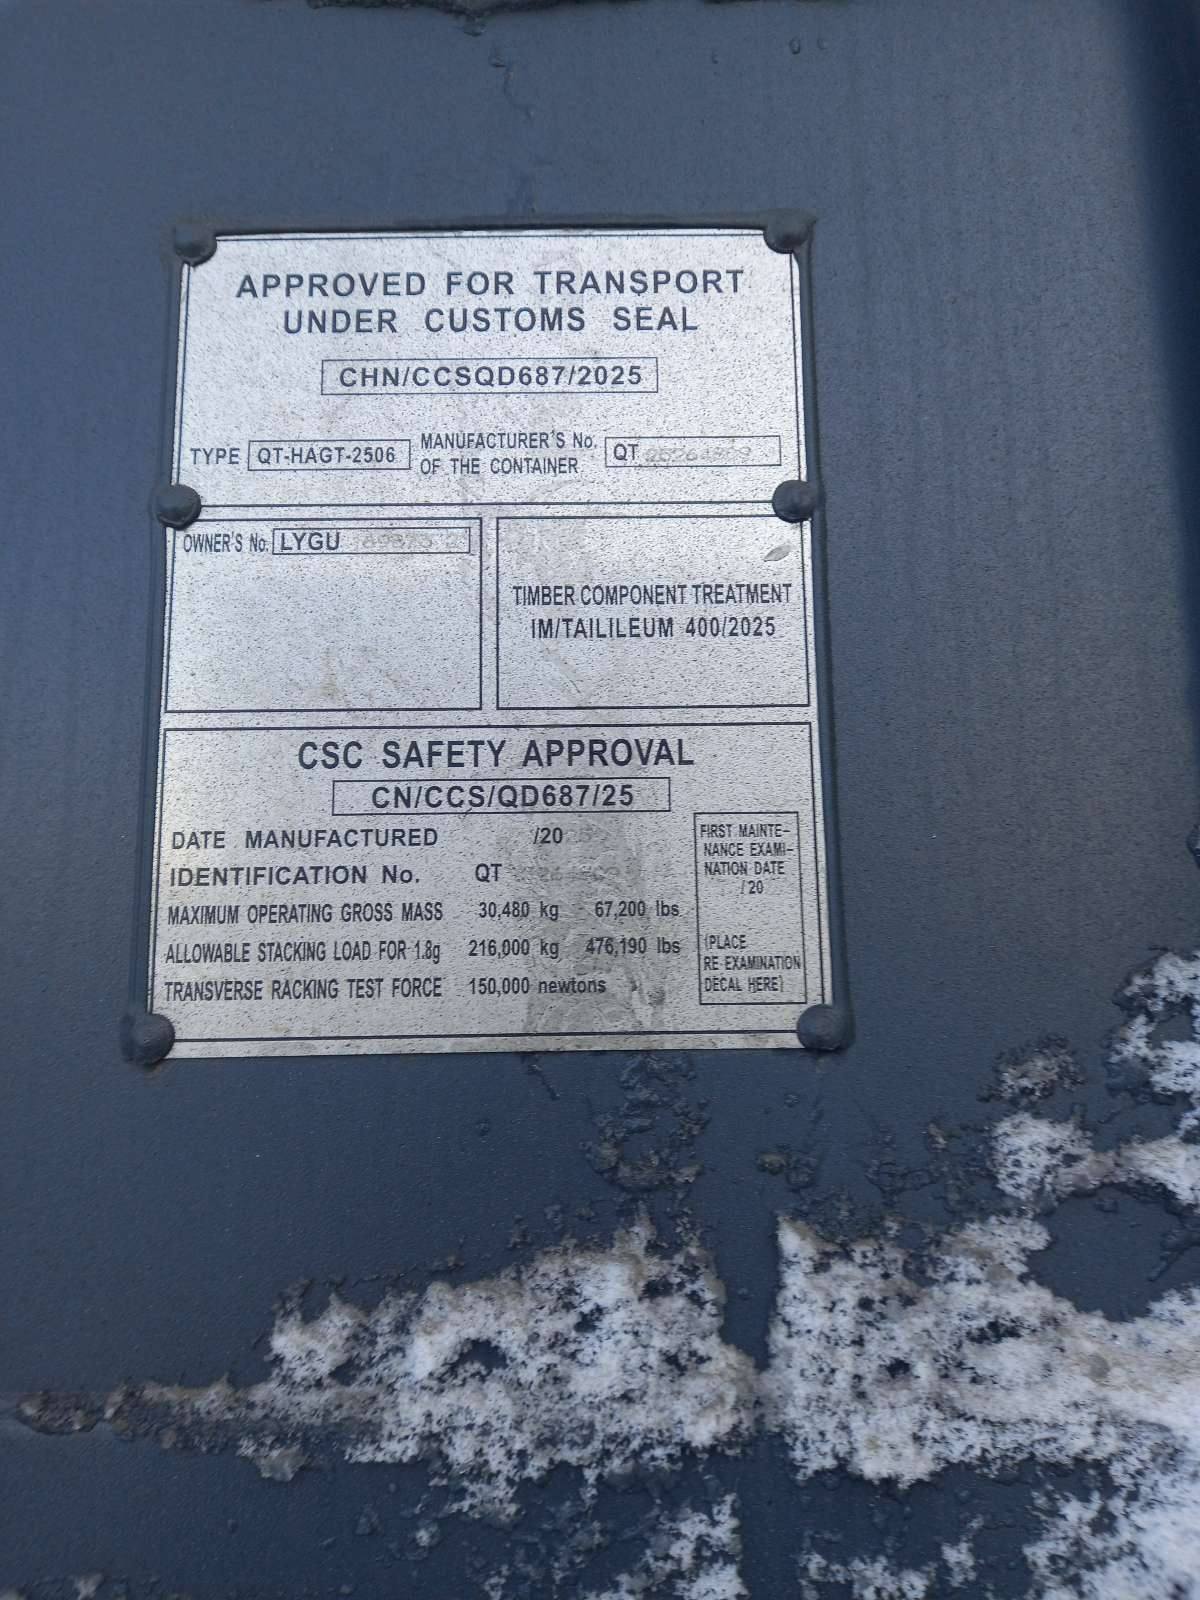 APPROVED FOR TRANSPORT
UNDER CUSTOMS SEAL
CHN/CCSQD687/2025
TYPE QT-HAGT-2506
MANUFACTURER'S No.
OF THE CONTAINER
QT
OWNER'S No. LYGU
TIMBER COMPONENT TREATMENT
IM/TAILILEUM 400/2025
CSC SAFETY APPROVAL
CN/CCS/QD687/25
DATE MANUFACTURED /20
IDENTIFICATION No. QT
MAXIMUM OPERATING GROSS MASS 30,480 kg 67,200 lbs
ALLOWABLE STACKING LOAD FOR 1.8g 216,000 kg 476,190 lbs
TRANSVERSE RACKING TEST FORCE 150,000 newtons
FIRST MAINTE-
NANCE EXAMI-
NATION DATE
/20
(PLACE
RE-EXAMINATION
DECAL HERE)